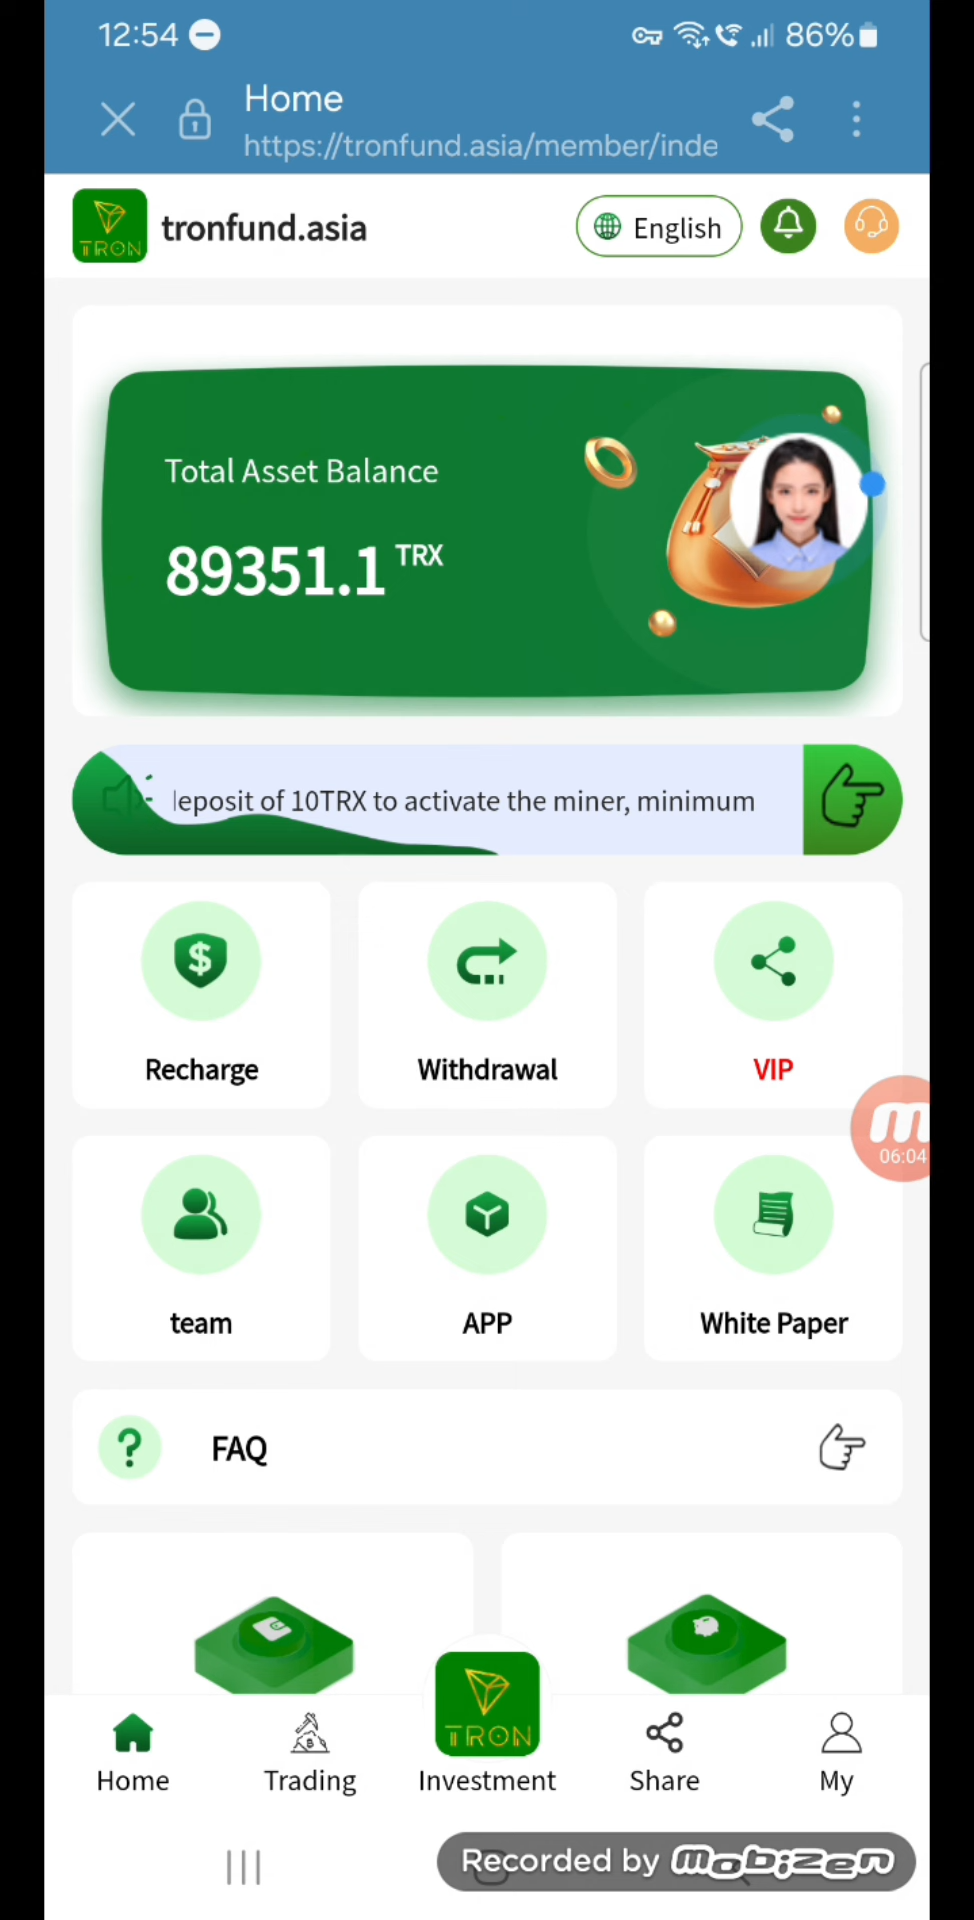 12:54
86%
Home
https://tronfund.asia/member/inde
TRON
tronfund.asia
English
Total Asset Balance
89351.1 TRX
deposit of 10TRX to activate the miner, minimum
Recharge
Withdrawal
VIP
06:04
team
APP
White Paper
FAQ
TRON
Home
Trading
Investment
Share
My
Recorded by Mobizen